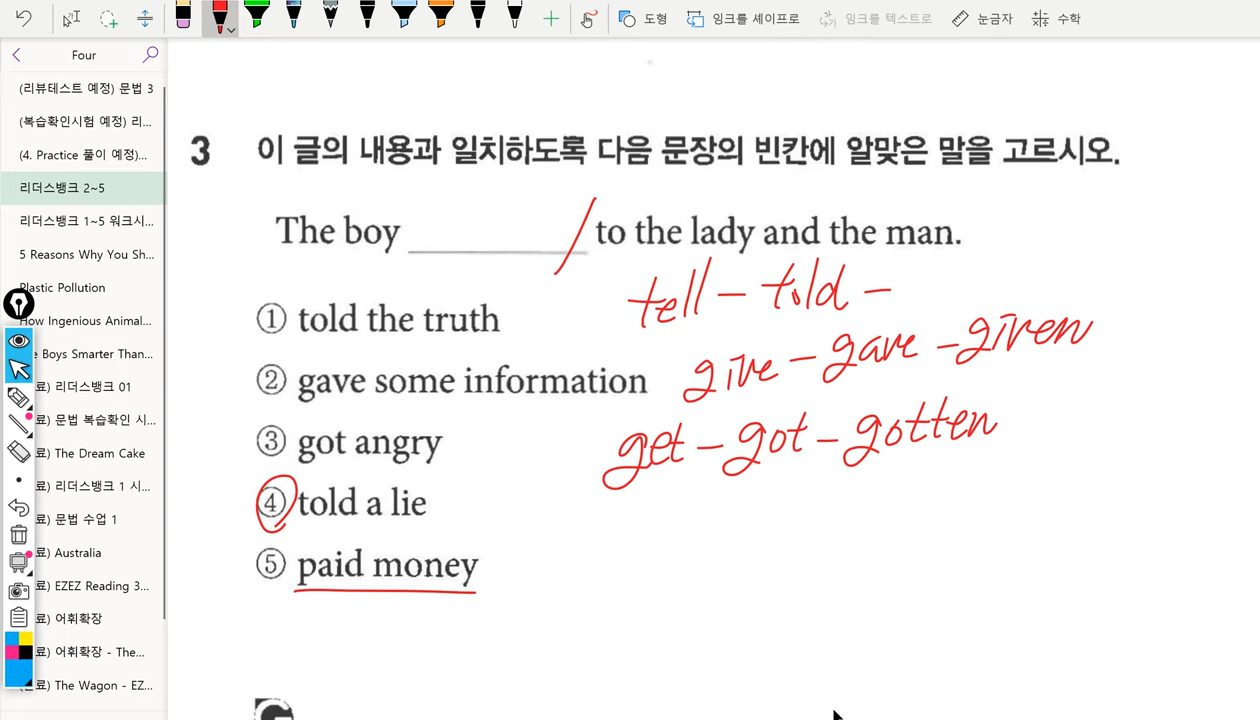 도형
잉크를 셰이프로
잉크를 텍스트로
눈금자
수학
Four
(리뷰테스트 예정) 문법 3
(복습확인시험 예정) 리...
(4. Practice 풀이 예정)...
리더스뱅크 2~5
리더스뱅크 1~5 워크시...
5 Reasons Why You Sh...
Plastic Pollution
How Ingenious Animal...
e Boys Smarter Than...
료) 리더스뱅크 01
료) 문법 복습확인 시...
료) The Dream Cake
료) 리더스뱅크 1 시...
료) 문법 수업 1
료) Australia
료) EZEZ Reading 3...
료) 어휘확장
료) 어휘확장 - The...
료) The Wagon - EZ...
3 이 글의 내용과 일치하도록 다음 문장의 빈칸에 알맞은 말을 고르시오.
The boy ____________ / to the lady and the man.
tell - told -
① told the truth
give - gave - given
② gave some information
get - got - gotten
③ got angry
④ told a lie
⑤ paid money